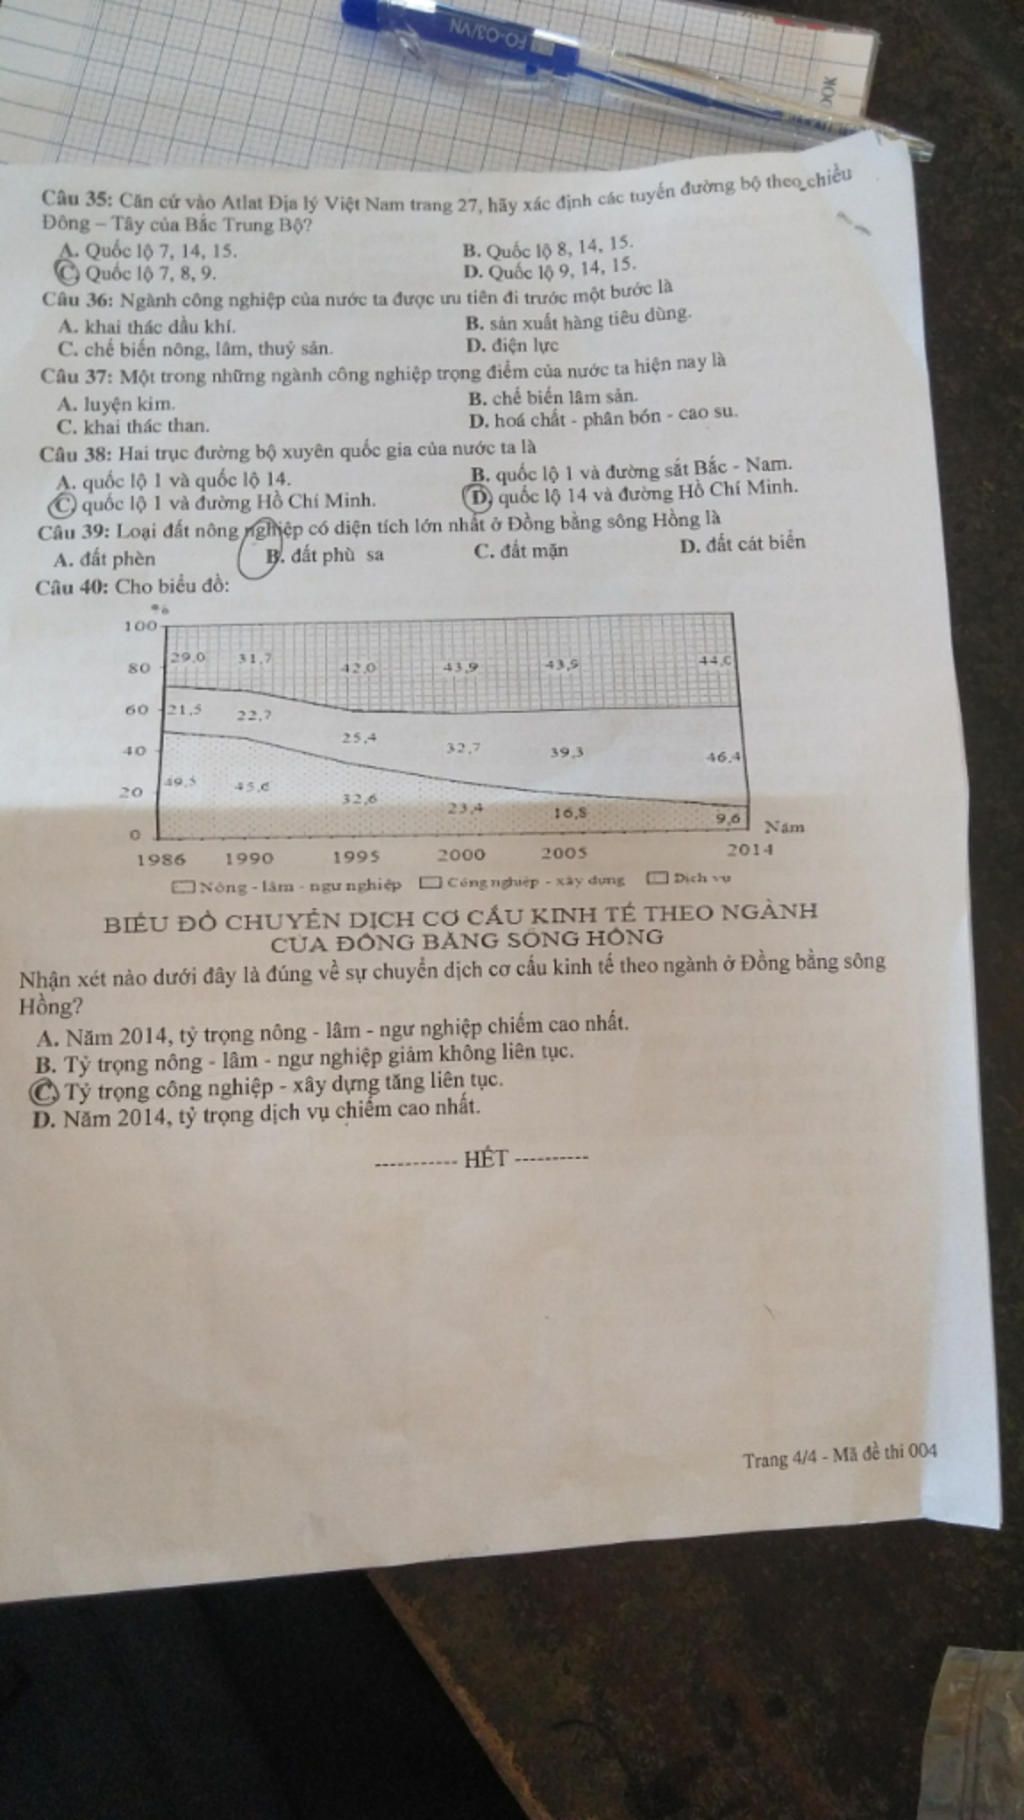 FO-03/VN
OOK
Câu 35: Căn cứ vào Atlat Địa lý Việt Nam trang 27, hãy xác định các tuyến đường bộ theo chiều
Đông – Tây của Bắc Trung Bộ?
A. Quốc lộ 7, 14, 15. B. Quốc lộ 8, 14, 15.
C. Quốc lộ 7, 8, 9. D. Quốc lộ 9, 14, 15.
Câu 36: Ngành công nghiệp của nước ta được ưu tiên đi trước một bước là
A. khai thác dầu khí. B. sản xuất hàng tiêu dùng.
C. chế biến nông, lâm, thuỷ sản. D. điện lực
Câu 37: Một trong những ngành công nghiệp trọng điểm của nước ta hiện nay là
A. luyện kim. B. chế biến lâm sản.
C. khai thác than. D. hoá chất - phân bón - cao su.
Câu 38: Hai trục đường bộ xuyên quốc gia của nước ta là
A. quốc lộ 1 và quốc lộ 14. B. quốc lộ 1 và đường sắt Bắc - Nam.
C. quốc lộ 1 và đường Hồ Chí Minh. D. quốc lộ 14 và đường Hồ Chí Minh.
Câu 39: Loại đất nông nghiệp có diện tích lớn nhất ở Đồng bằng sông Hồng là
A. đất phèn B. đất phù sa C. đất mặn D. đất cát biển
Câu 40: Cho biểu đồ:
%
100
29,0 31,7 42,0 43,9 43,9 44,0
80
60 21,5 22,7 25,4 32,7 39,3 46,4
40
20 49,5 45,6 32,6 23,4 16,8 9,6
0 Năm
1986 1990 1995 2000 2005 2014
Nông - lâm - ngư nghiệp Công nghiệp - xây dựng Dịch vụ
BIỂU ĐỒ CHUYỂN DỊCH CƠ CẤU KINH TẾ THEO NGÀNH
CỦA ĐỒNG BẰNG SÔNG HỒNG
Nhận xét nào dưới đây là đúng về sự chuyển dịch cơ cấu kinh tế theo ngành ở Đồng bằng sông
Hồng?
A. Năm 2014, tỷ trọng nông - lâm - ngư nghiệp chiếm cao nhất.
B. Tỷ trọng nông - lâm - ngư nghiệp giảm không liên tục.
C. Tỷ trọng công nghiệp - xây dựng tăng liên tục.
D. Năm 2014, tỷ trọng dịch vụ chiếm cao nhất.
----------- HẾT ----------
Trang 4/4 - Mã đề thi 004